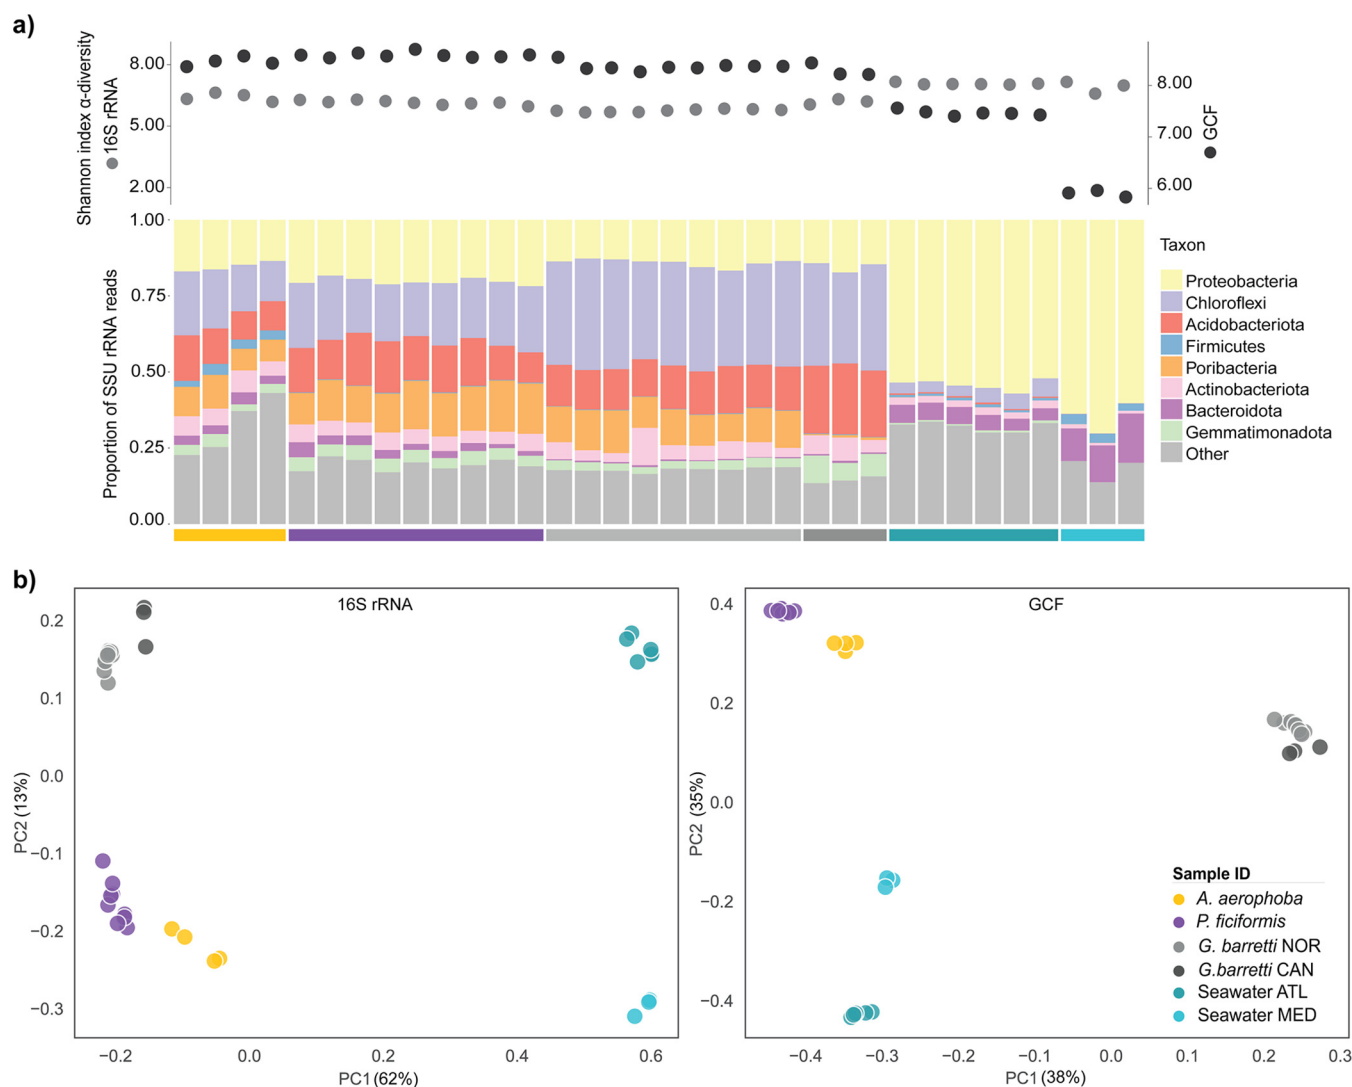 a)
Shannon index α-diversity
16S rRNA
8.00
5.00
2.00
8.00
7.00
6.00
GCF
Proportion of SSU rRNA reads
1.00
0.75
0.50
0.25
0.00
Taxon
Proteobacteria
Chloroflexi
Acidobacteriota
Firmicutes
Poribacteria
Actinobacteriota
Bacteroidota
Gemmatimonadota
Other
b)
16S rRNA
PC2 (13%)
0.2
0.1
0.0
−0.1
−0.2
−0.3
−0.2
0.0
0.2
0.4
0.6
PC1 (62%)
GCF
PC2 (35%)
0.4
0.2
0.0
−0.2
−0.4
−0.4
−0.3
−0.2
−0.1
0.0
0.1
0.2
0.3
PC1 (38%)
Sample ID
A. aerophoba
P. ficiformis
G. barretti NOR
G.barretti CAN
Seawater ATL
Seawater MED